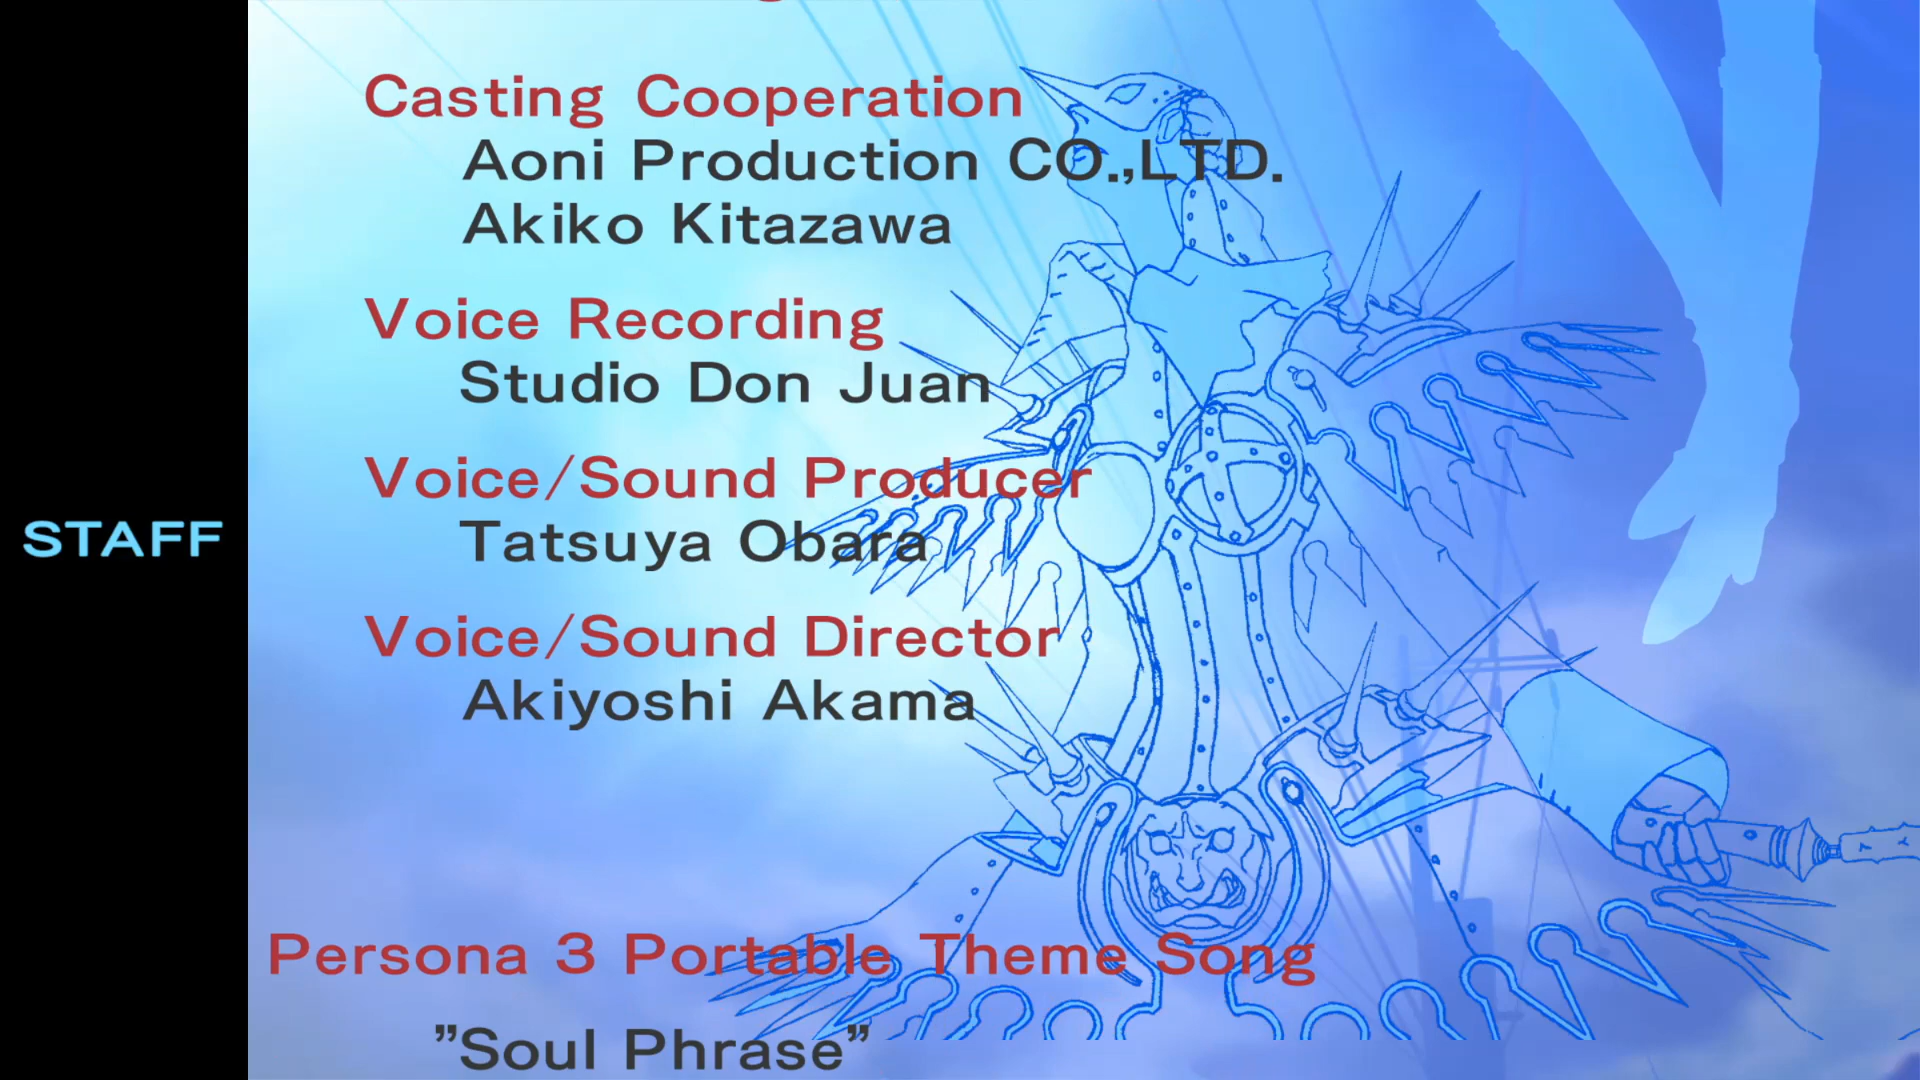 STAFF
Casting Cooperation
Aoni Production CO.,LTD.
Akiko Kitazawa
Voice Recording
Studio Don Juan
Voice/Sound Producer
Tatsuya Obara
Voice/Sound Director
Akiyoshi Akama
Persona 3 Portable Theme Song
”Soul Phrase”